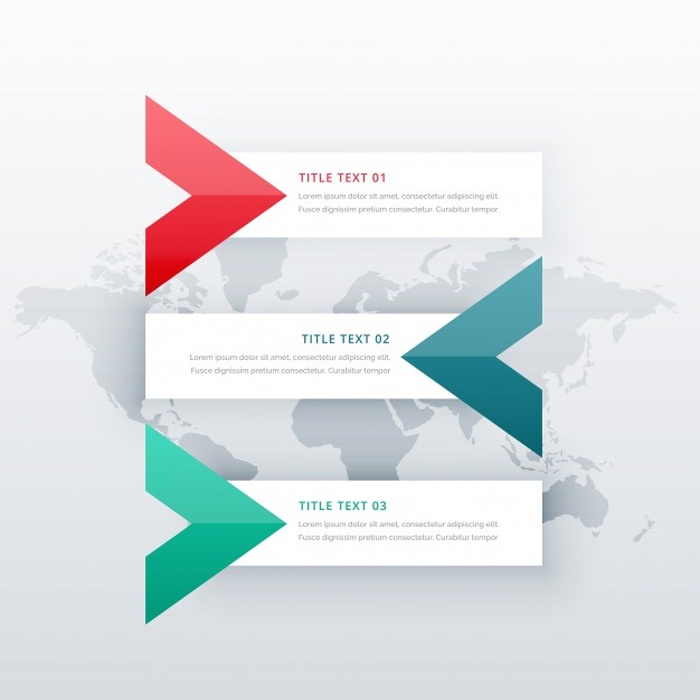 TITLE TEXT 01
Lorem ipsum dolor sit amet, consectetur adipiscing elit.
Fusce dignissim pretium consectetur. Curabitur tempor
TITLE TEXT 02
Lorem ipsum dolor sit amet, consectetur adipiscing elit.
Fusce dignissim pretium consectetur. Curabitur tempor
TITLE TEXT 03
Lorem ipsum dolor sit amet, consectetur adipiscing elit.
Fusce dignissim pretium consectetur. Curabitur tempor